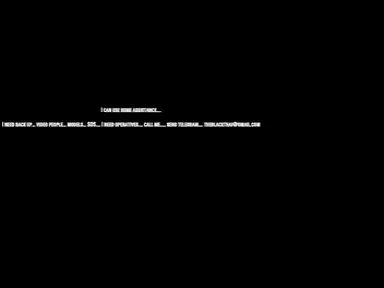 I CAN USE SOME ASSISTANCE....
I NEED BACK UP... VIDEO PEOPLE... MODELS... SOS.... I NEED OPERATIVES.... CALL ME..... SEND TELEGRAM....